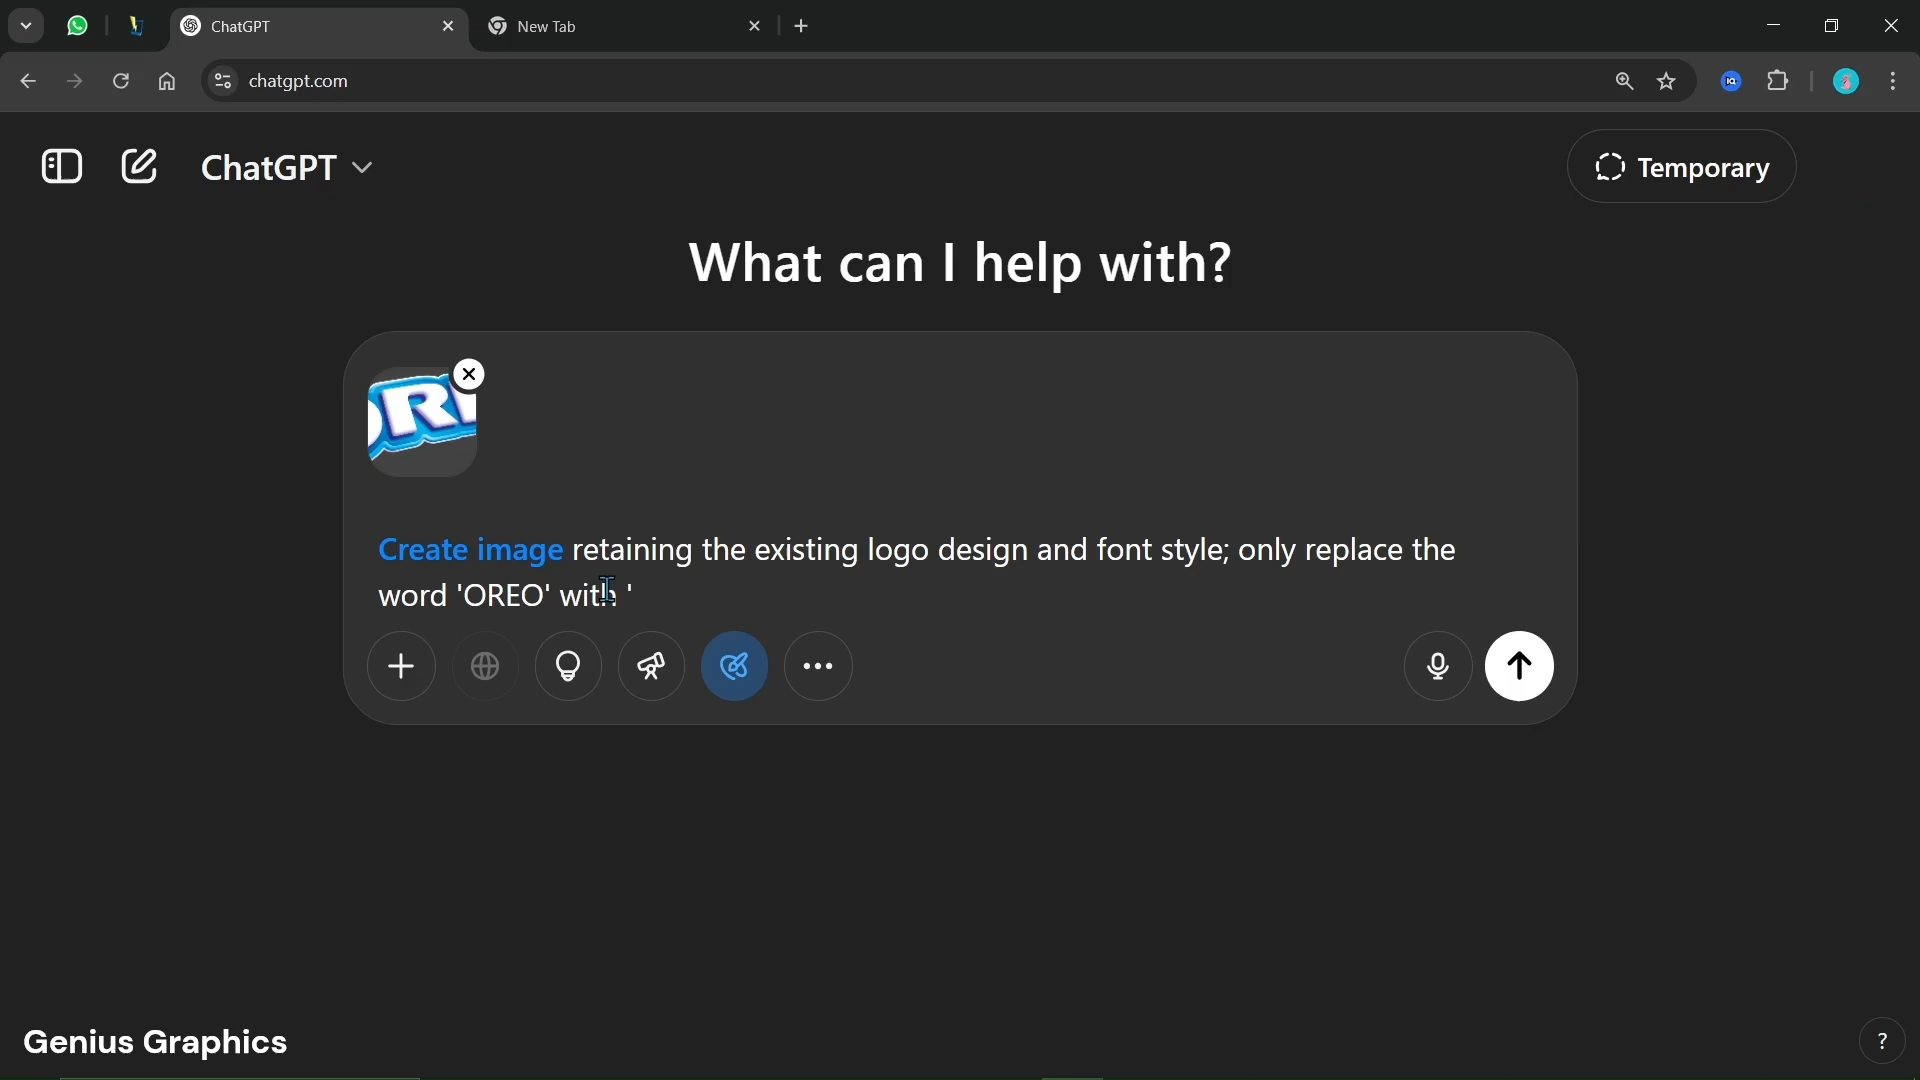 ChatGPT
New Tab
chatgpt.com
ChatGPT
Temporary
What can I help with?
ORE
Create image retaining the existing logo design and font style; only replace the
word 'OREO' with '
Genius Graphics
?